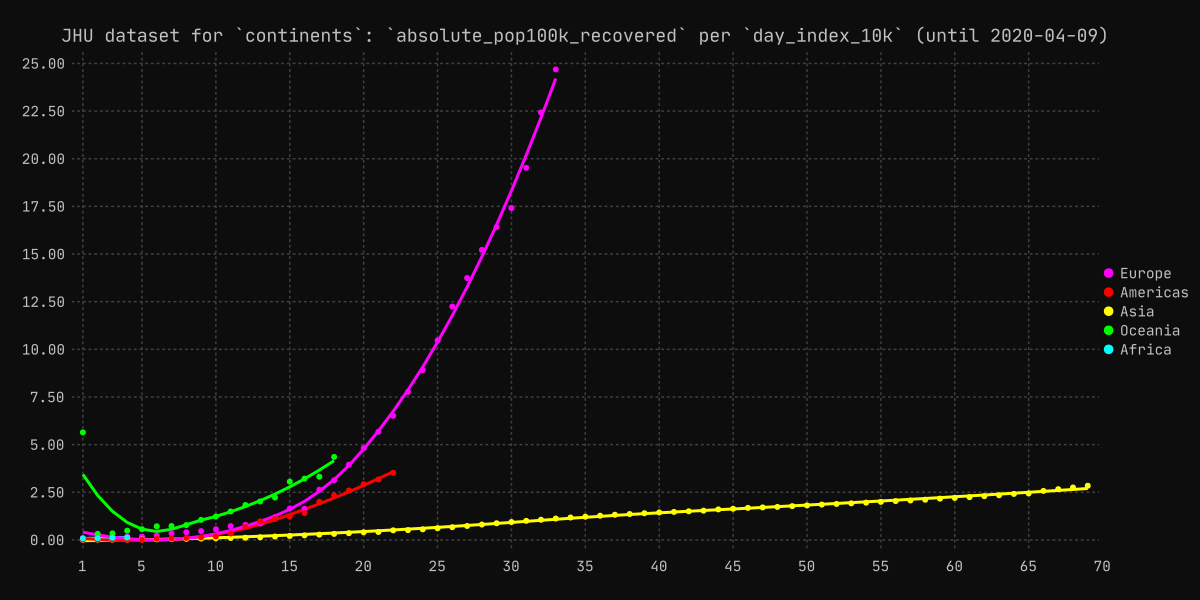 JHU dataset for `continents`: `absolute_pop100k_recovered` per `day_index_10k` (until 2020-04-09)
25.00
22.50
20.00
17.50
15.00
12.50
10.00
7.50
5.00
2.50
0.00
1 5 10 15 20 25 30 35 40 45 50 55 60 65 70
Europe
Americas
Asia
Oceania
Africa